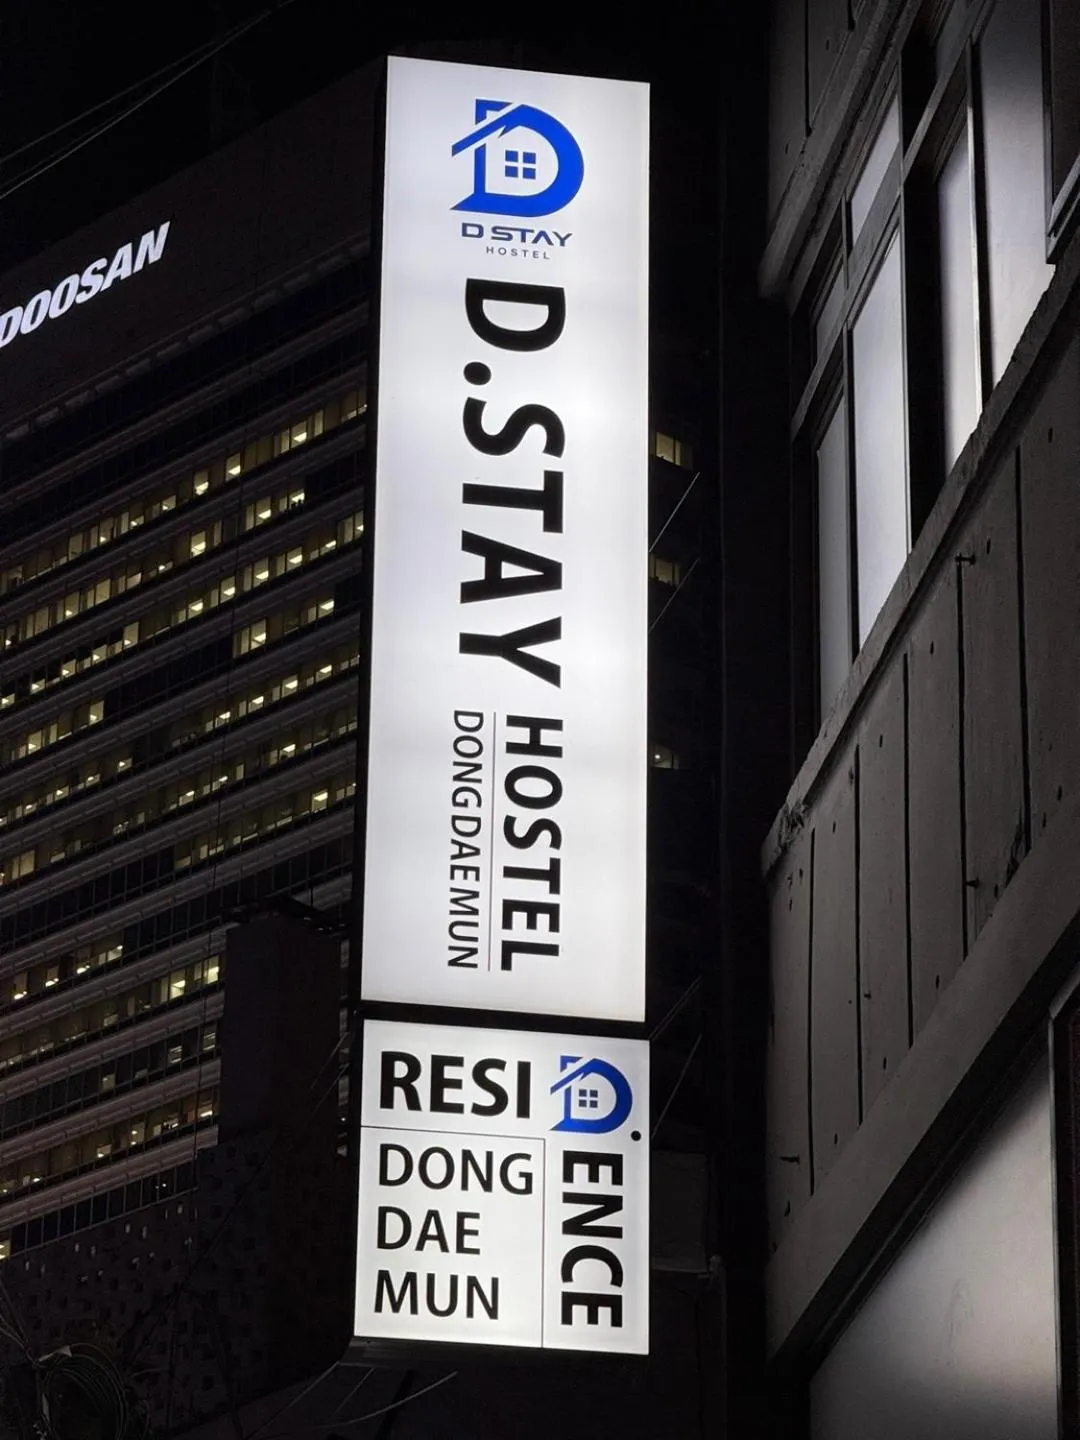 DOOSAN
D STAY
HOSTEL
D.STAY
HOSTEL
DONGDAEMUN
RESI
D.
ENCE
DONG
DAE
MUN